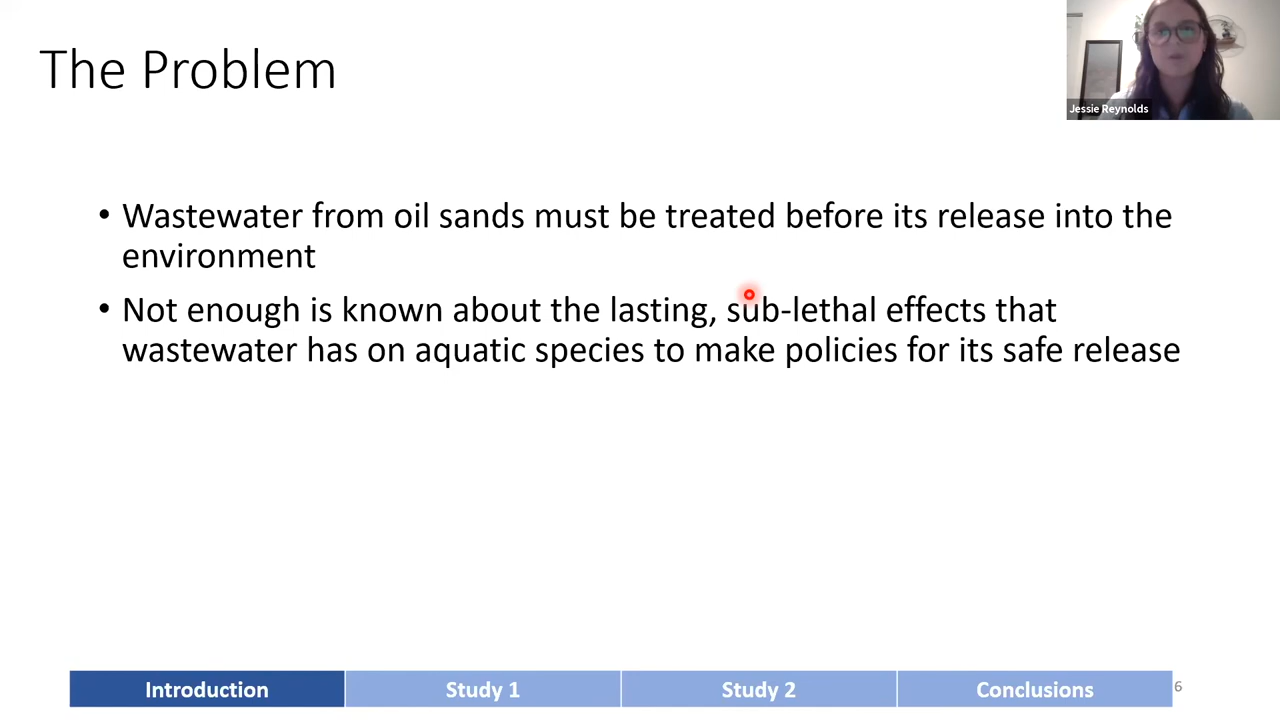 The Problem
Jessie Reynolds
• Wastewater from oil sands must be treated before its release into the
environment
• Not enough is known about the lasting, sub-lethal effects that
wastewater has on aquatic species to make policies for its safe release
Introduction
Study 1
Study 2
Conclusions
6